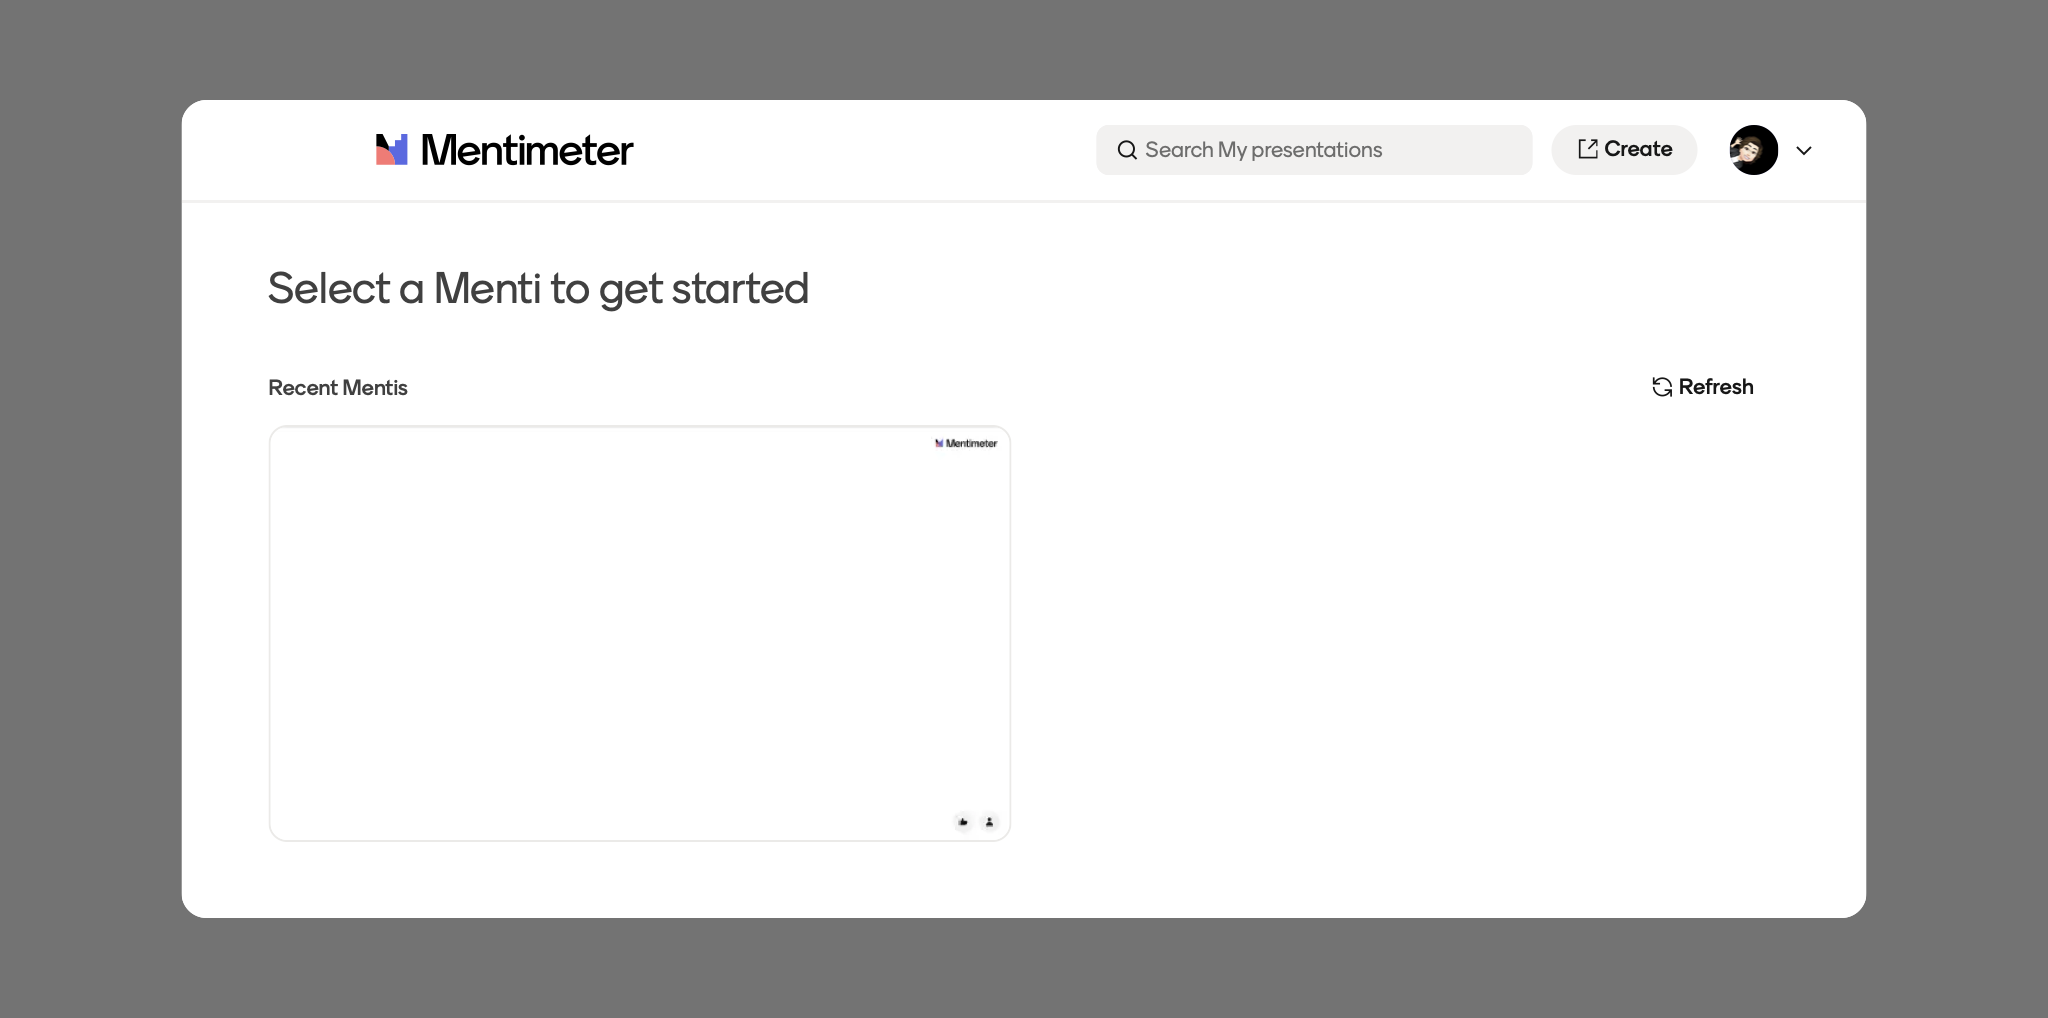 Mentimeter
Search My presentations
Create
Select a Menti to get started
Recent Mentis
Refresh
Mentimeter